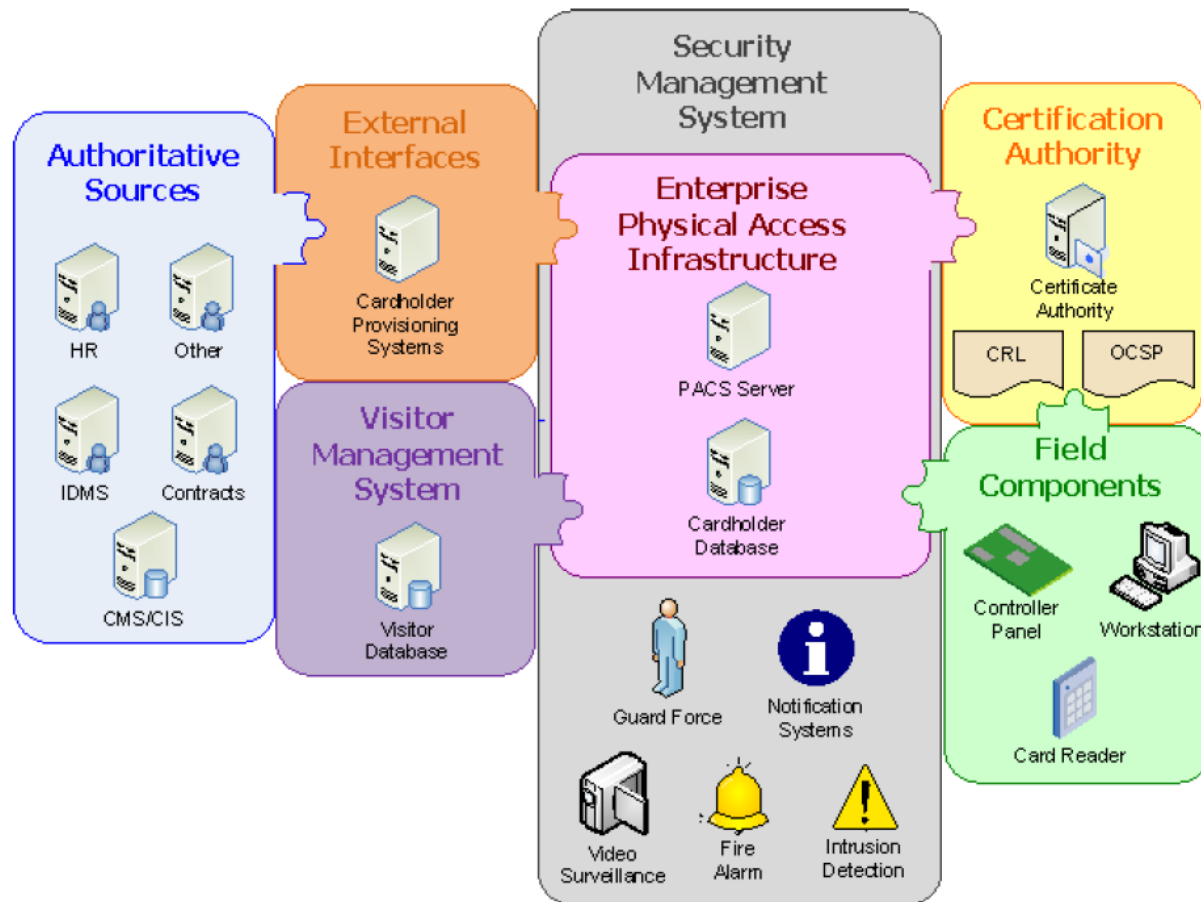 Authoritative
Sources
HR
Other
IDMS
Contracts
CMS/CIS
External
Interfaces
Cardholder
Provisioning
Systems
Visitor
Management
System
Visitor
Database
Security
Management
System
Enterprise
Physical Access
Infrastructure
PACS Server
Cardholder
Database
Guard Force
Notification
Systems
Video
Surveillance
Fire
Alarm
Intrusion
Detection
Certification
Authority
Certificate
Authority
CRL
OCSP
Field
Components
Controller
Panel
Workstation
Card Reader